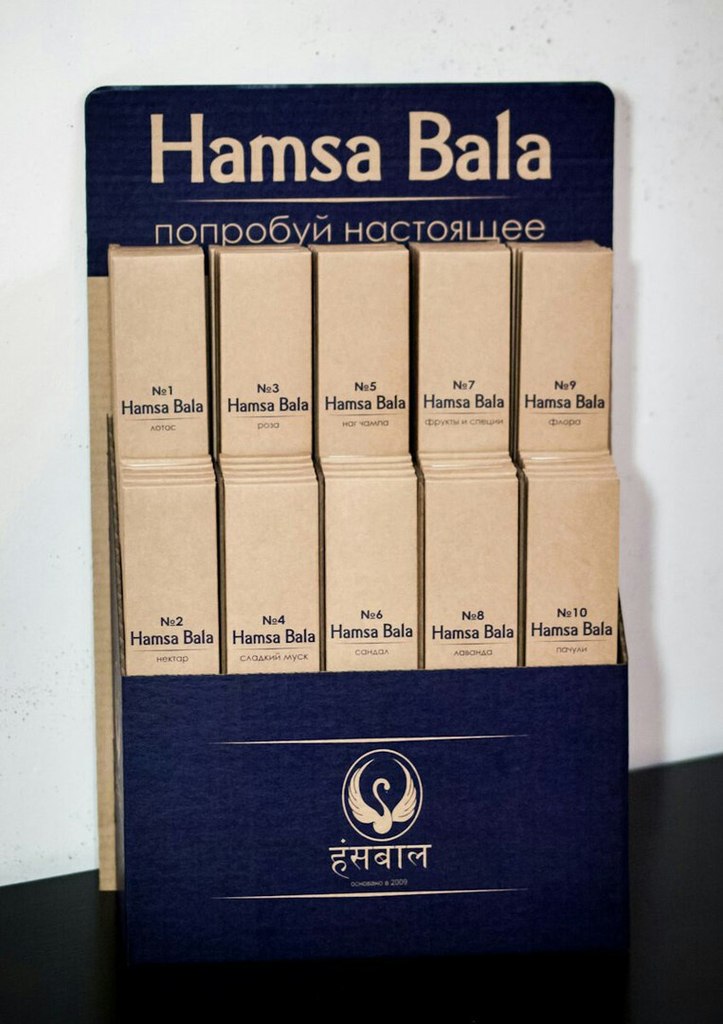 Hamsa Bala
попробуй настоящее
№1
Hamsa Bala
лотос
№3
Hamsa Bala
роза
№5
Hamsa Bala
наг чампа
№7
Hamsa Bala
фрукты и специи
№9
Hamsa Bala
флора
№2
Hamsa Bala
нектар
№4
Hamsa Bala
сладкий муск
№6
Hamsa Bala
сандал
№8
Hamsa Bala
лаванда
№10
Hamsa Bala
пачули
हंसबाल
основано в 2009